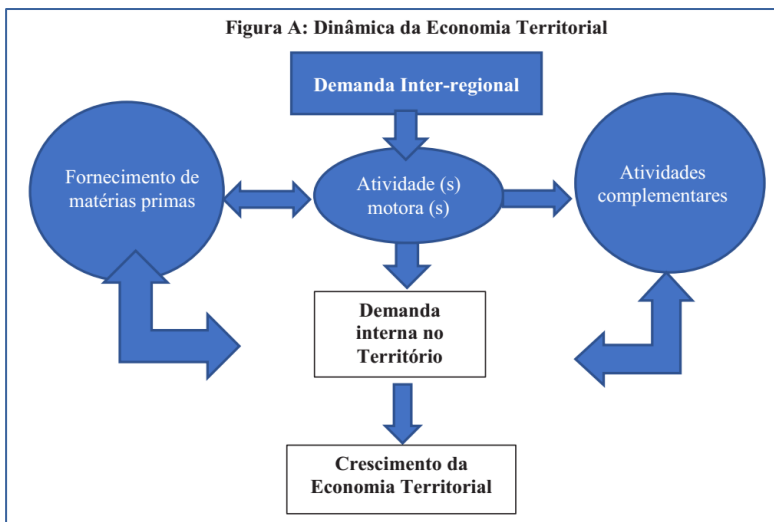 Figura A: Dinâmica da Economia Territorial
Demanda Inter-regional
Fornecimento de
matérias primas
Atividade (s)
motora (s)
Atividades
complementares
Demanda
interna no
Território
Crescimento da
Economia Territorial